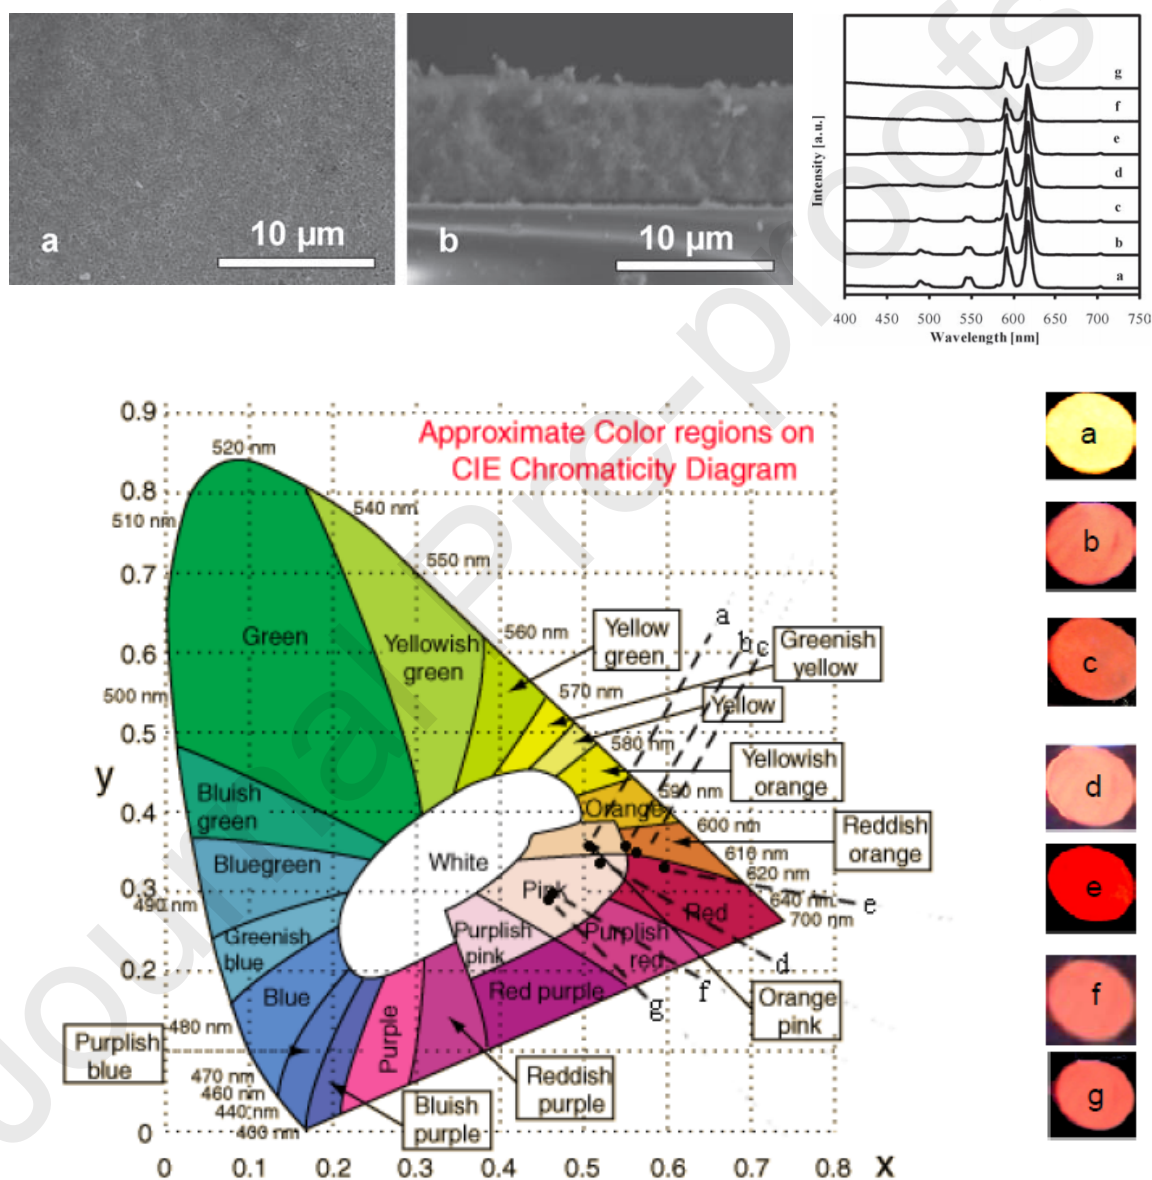 a
10 µm
b
10 µm
Intensity [a.u.]
g
f
e
d
c
b
a
400 450 500 550 600 650 700 750
Wavelength [nm]
Journal Pre-proofs
Approximate Color regions on
CIE Chromaticity Diagram
0.9
0.8
0.7
0.6
0.5
0.4
0.3
0.2
0
y
0 0.1 0.2 0.3 0.4 0.5 0.6 0.7 0.8 x
520 nm
510 nm
540 nm
550 nm
560 nm
500 nm
570 nm
580 nm
590 nm
600 nm
610 nm
620 nm
640 nm
700 nm
490 nm
480 nm
470 nm
460 nm
440 nm
400 nm
Green
Yellowish
green
Yellow
green
Greenish
yellow
Yellow
Yellowish
orange
Orange
Reddish
orange
Bluish
green
Bluegreen
White
Pink
Red
Greenish
blue
Purplish
pink
Purplish
red
Blue
Red purple
Orange
pink
Purplish
blue
Purple
Reddish
purple
Bluish
purple
a
b
c
e
d
f
g
a
b
c
d
e
f
g